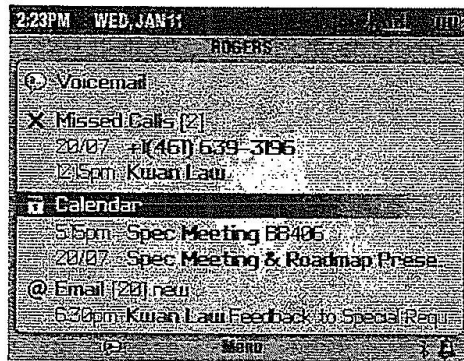 2:23PM WED, JAN 11
ROGERS
Voicemail
Missed Calls [2]
20/07 +1(461) 639-3196
12:15pm Kwan Law
Calendar
5:15pm Spec Meeting BB406
20/07 Spec Meeting & Roadmap Prese
@ Email [20] new
6:30pm Kwan Law Feedback to Special Requ
Menu